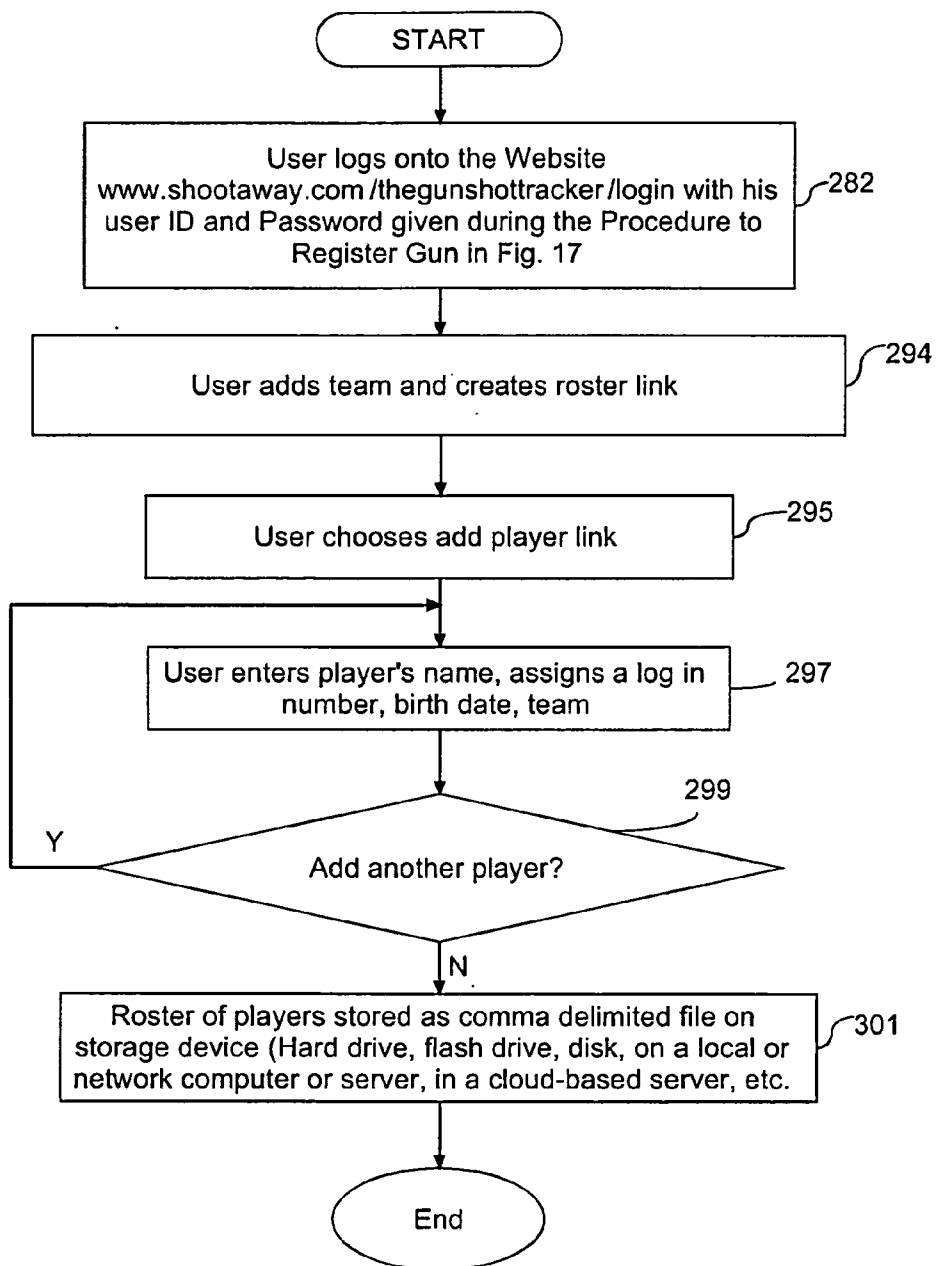 START
User logs onto the Website
www.shootaway.com/thegunshottracker/login with his
user ID and Password given during the Procedure to
Register Gun in Fig. 17
282
User adds team and creates roster link
294
User chooses add player link
295
User enters player's name, assigns a log in
number, birth date, team
297
299
Y
Add another player?
N
Roster of players stored as comma delimited file on
storage device (Hard drive, flash drive, disk, on a local or
network computer or server, in a cloud-based server, etc.
301
End